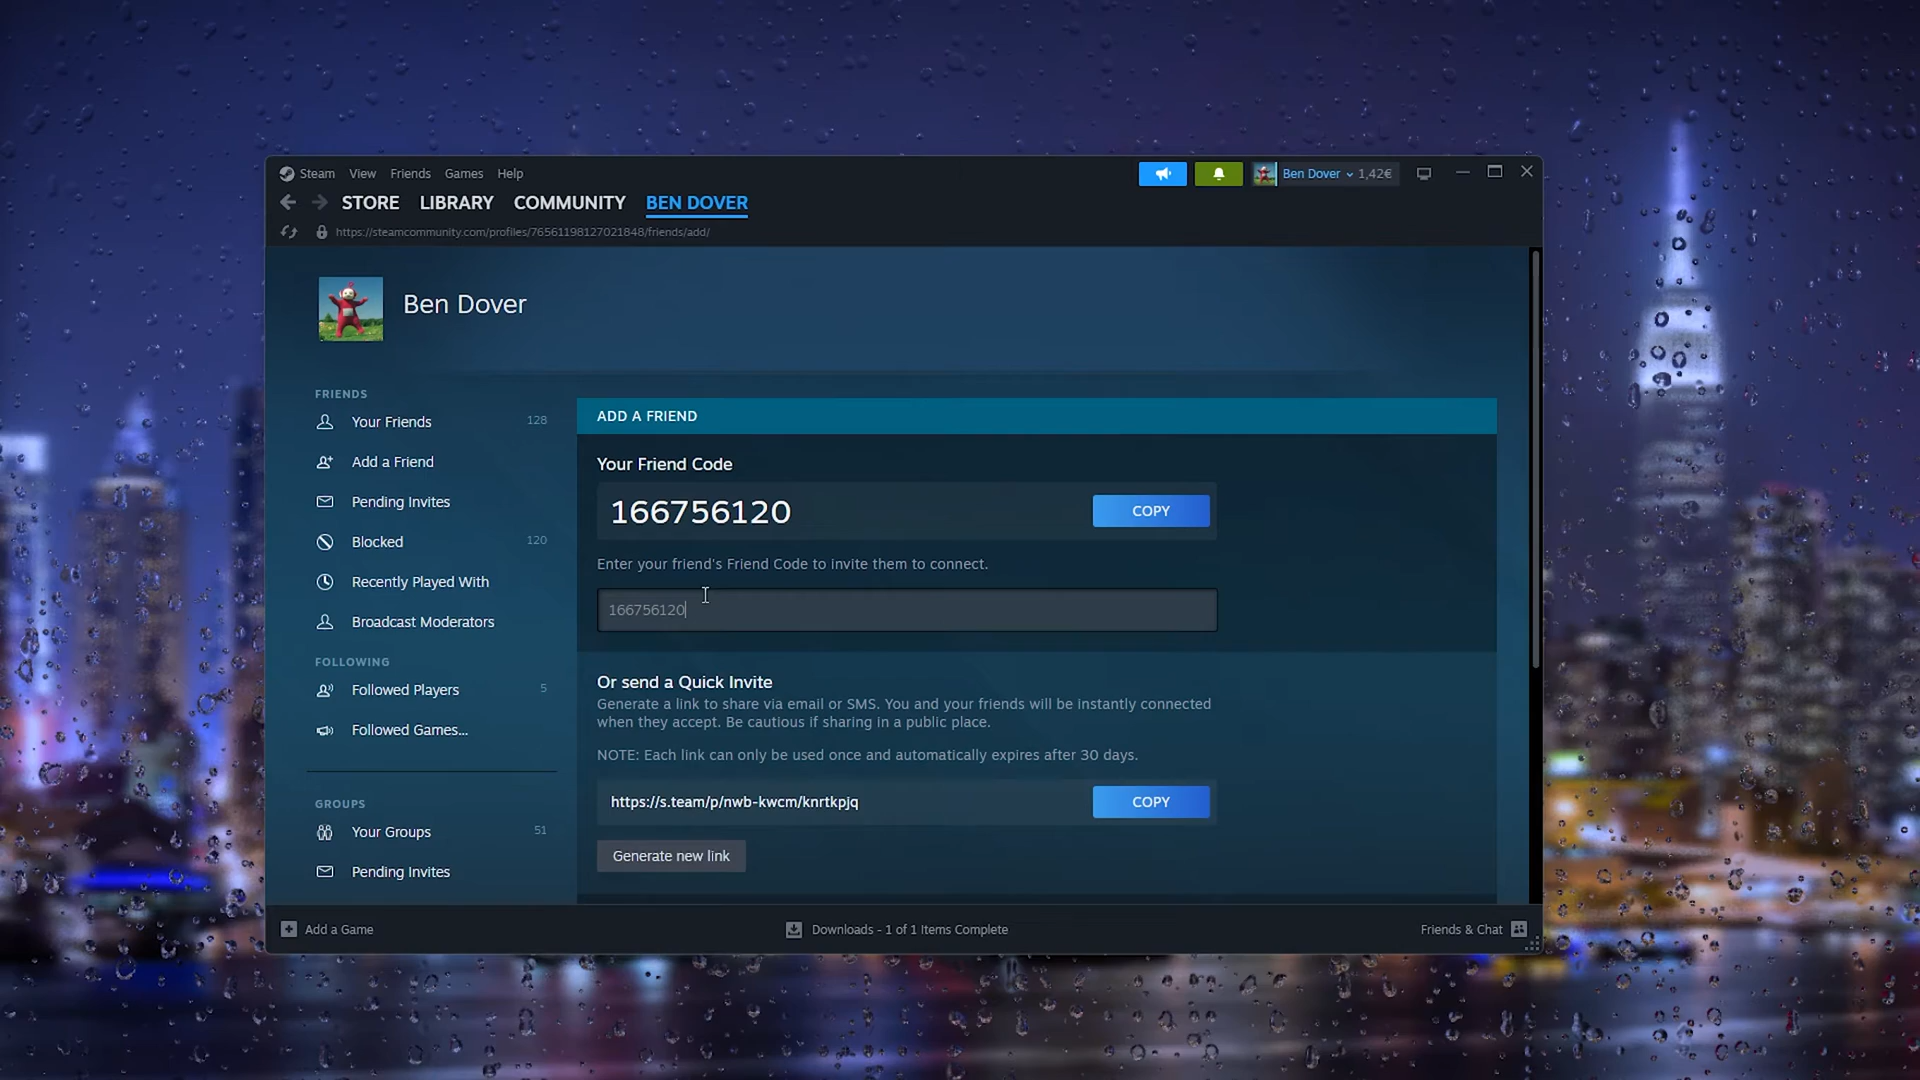 Steam View Friends Games Help
Ben Dover 1,42€
STORE LIBRARY COMMUNITY BEN DOVER
https://steamcommunity.com/profiles/76561198127021848/friends/add/
Ben Dover
FRIENDS
Your Friends 128
Add a Friend
Pending Invites
Blocked 120
Recently Played With
Broadcast Moderators
FOLLOWING
Followed Players 5
Followed Games...
GROUPS
Your Groups 51
Pending Invites
ADD A FRIEND
Your Friend Code
166756120 COPY
Enter your friend's Friend Code to invite them to connect.
166756120
Or send a Quick Invite
Generate a link to share via email or SMS. You and your friends will be instantly connected
when they accept. Be cautious if sharing in a public place.
NOTE: Each link can only be used once and automatically expires after 30 days.
https://s.team/p/nwb-kwcm/knrtkpjq COPY
Generate new link
Add a Game
Downloads - 1 of 1 Items Complete
Friends & Chat